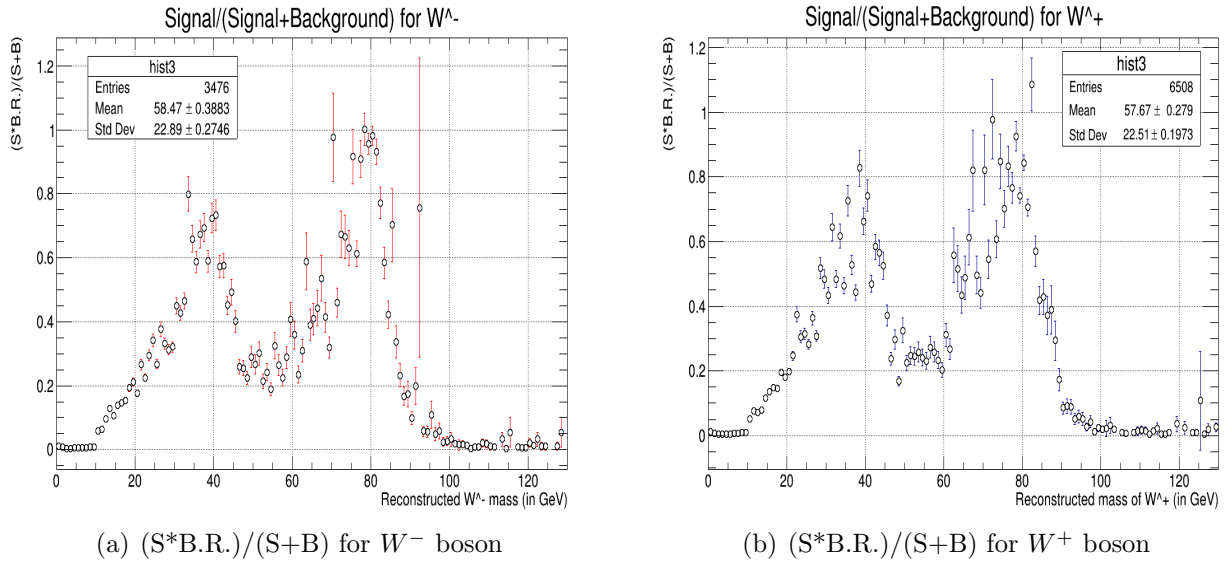 Signal/(Signal+Background) for W^-
(S*B.R.)/(S+B)
hist3
Entries 3476
Mean 58.47 ± 0.3883
Std Dev 22.89 ± 0.2746
1.2
1
0.8
0.6
0.4
0.2
0
0 20 40 60 80 100 120
Reconstructed W^- mass (in GeV)
(a) (S*B.R.)/(S+B) for W− boson
Signal/(Signal+Background) for W^+
(S*B.R.)/(S+B)
hist3
Entries 6508
Mean 57.67 ± 0.279
Std Dev 22.51 ± 0.1973
1.2
1
0.8
0.6
0.4
0.2
0
0 20 40 60 80 100 120
Reconstructed mass of W^+ (in GeV)
(b) (S*B.R.)/(S+B) for W+ boson